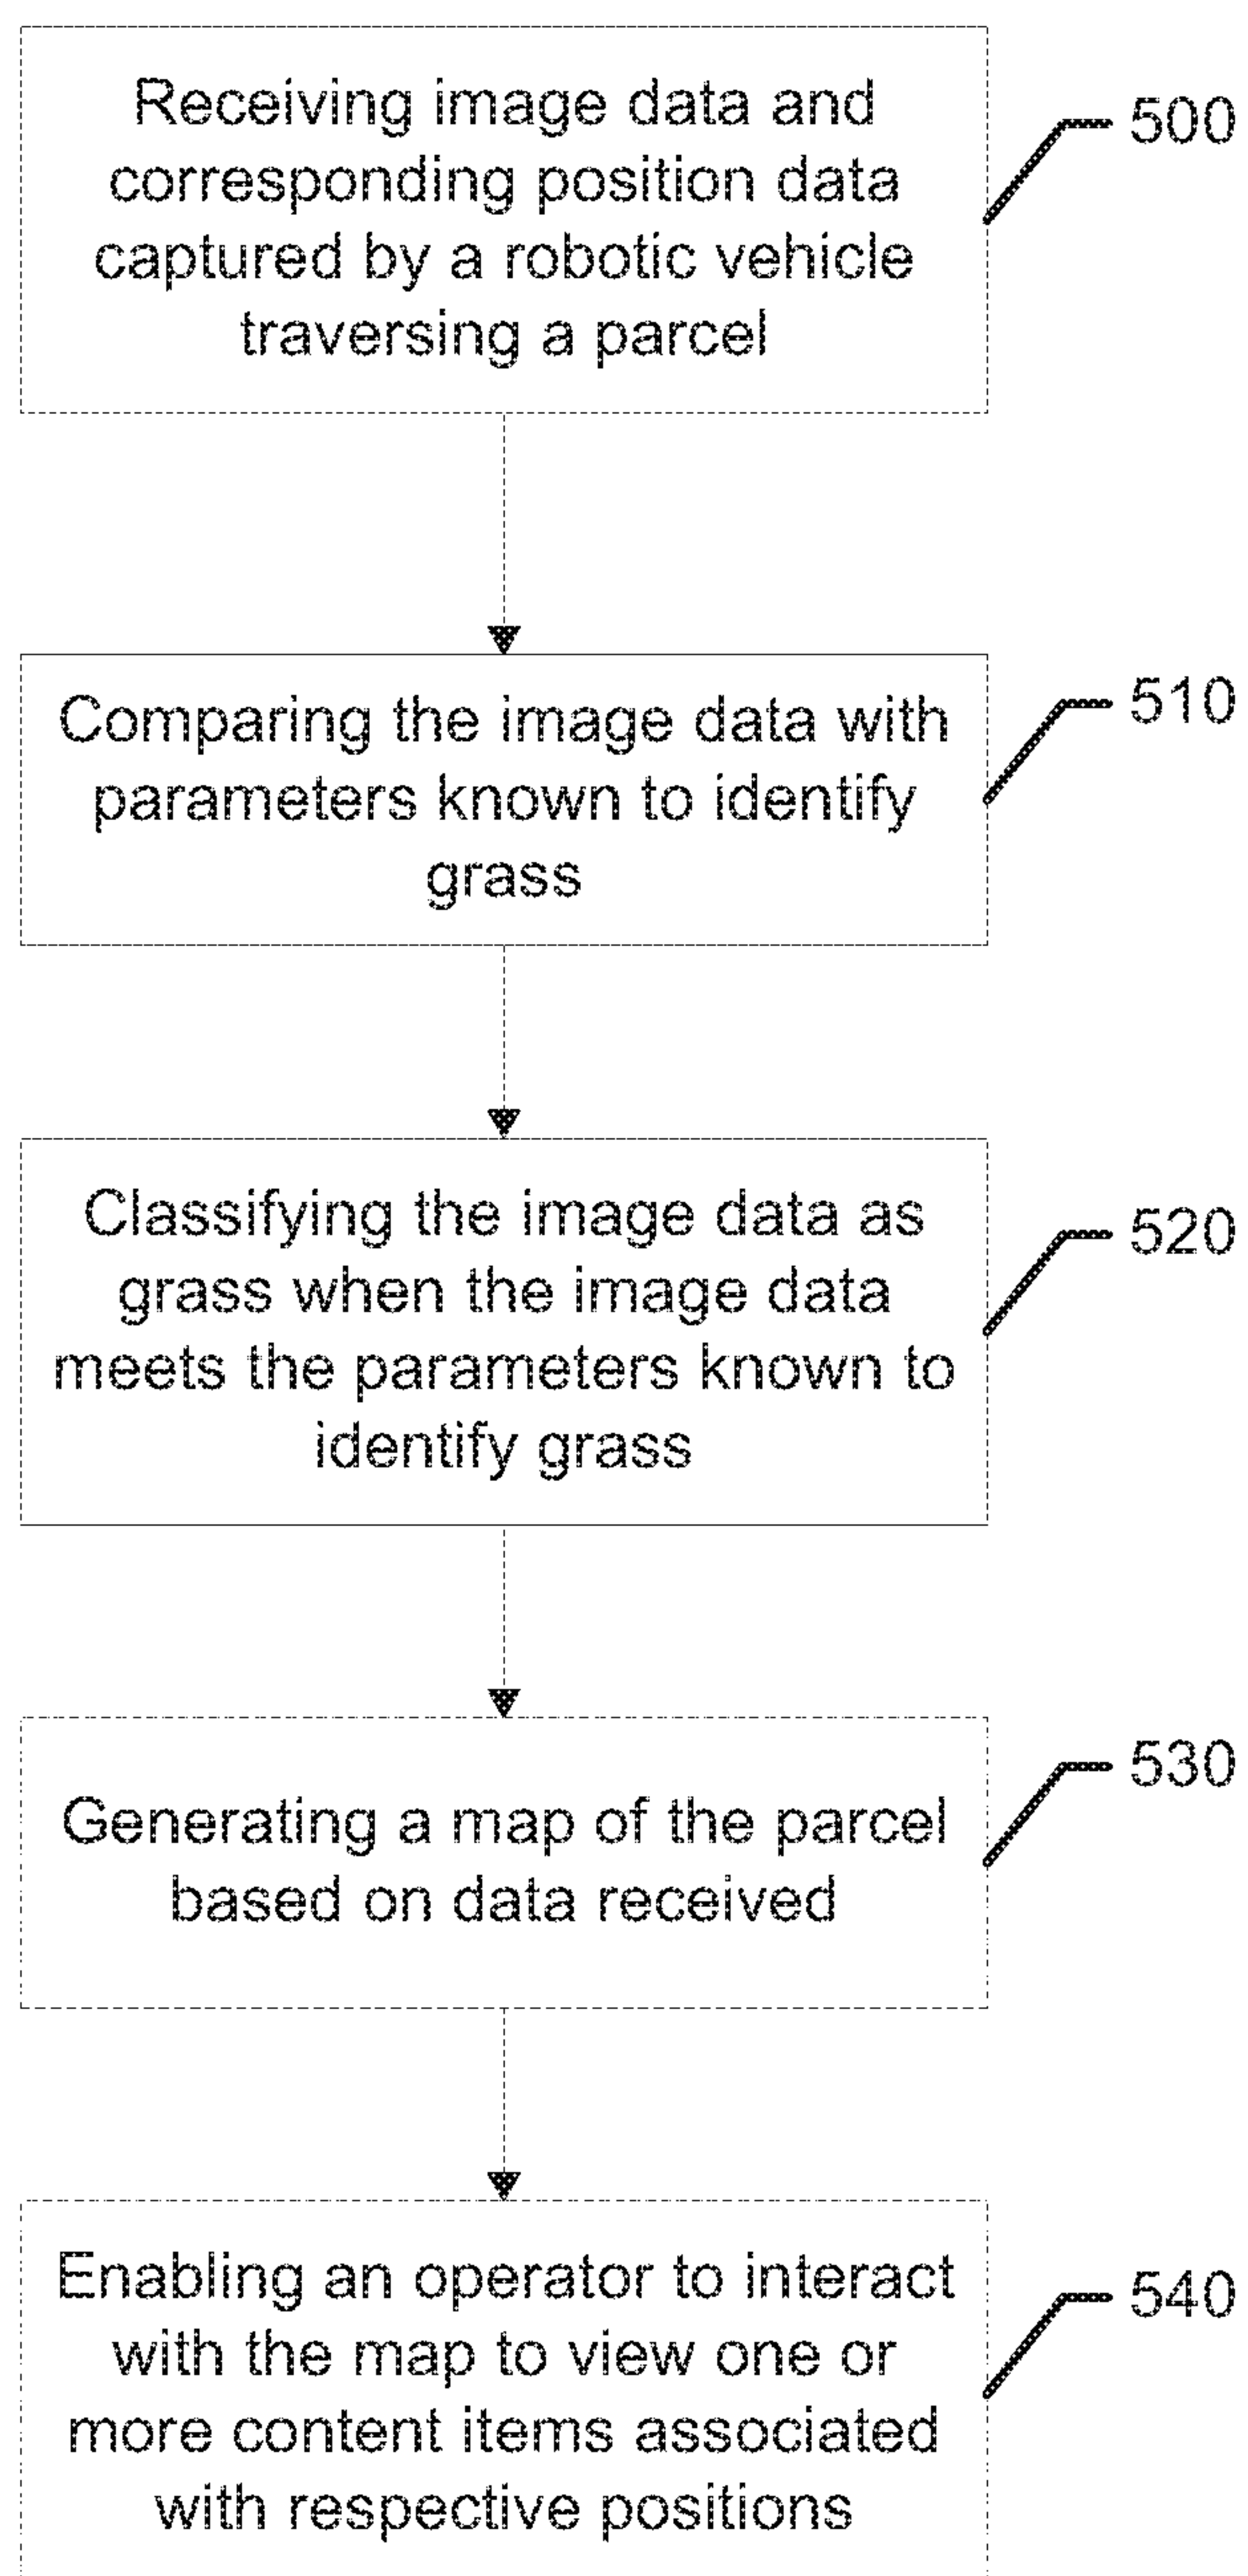 Receiving image data and
corresponding position data
captured by a robotic vehicle
traversing a parcel
500
Comparing the image data with
parameters known to identify
grass
510
Classifying the image data as
grass when the image data
meets the parameters known to
identify grass
520
Generating a map of the parcel
based on data received
530
Enabling an operator to interact
with the map to view one or
more content items associated
with respective positions
540